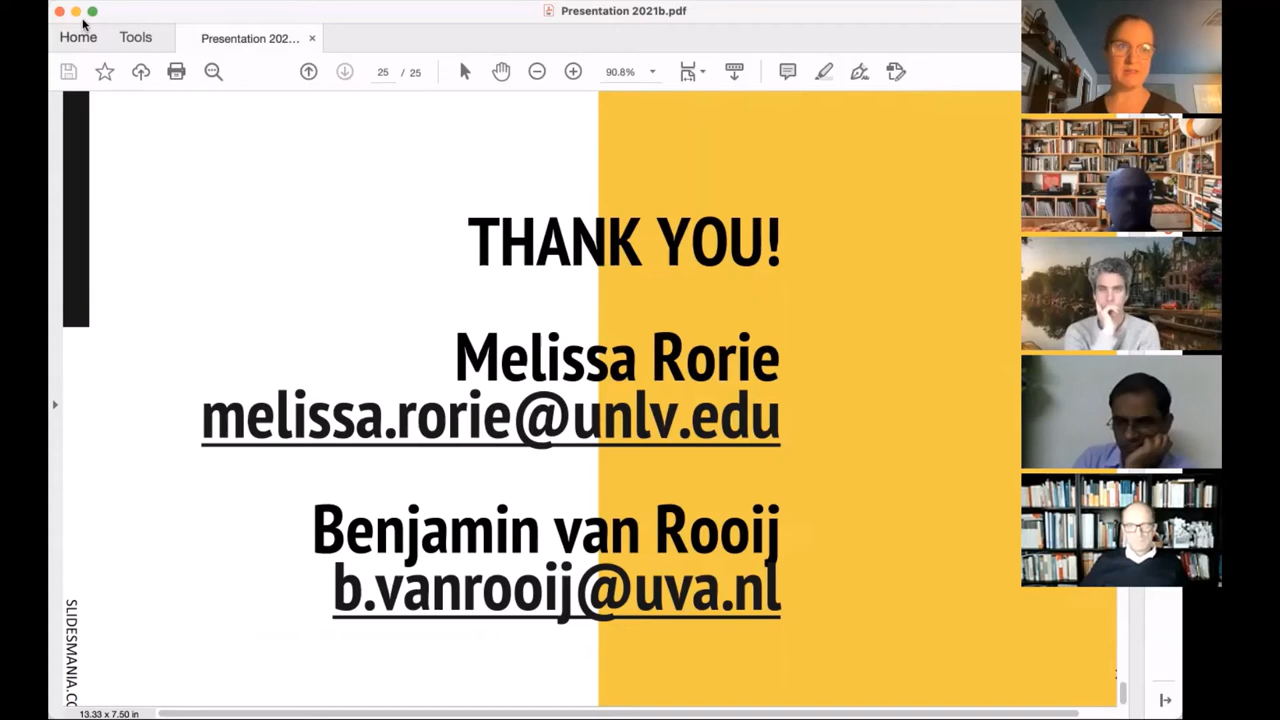 Presentation 2021b.pdf
Home
Tools
Presentation 202...
25 / 25
90.8%
THANK YOU!
Melissa Rorie
melissa.rorie@unlv.edu
Benjamin van Rooij
b.vanrooij@uva.nl
SLIDESMANIA.CO
13.33 x 7.50 in